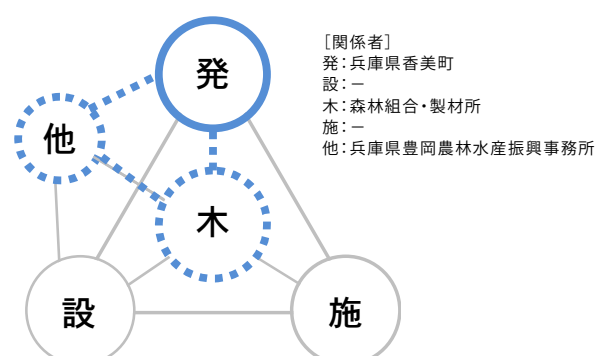 発
[関係者]
発:兵庫県香美町
設:－
木:森林組合・製材所
施:－
他:兵庫県豊岡農林水産振興事務所
他
木
設
施